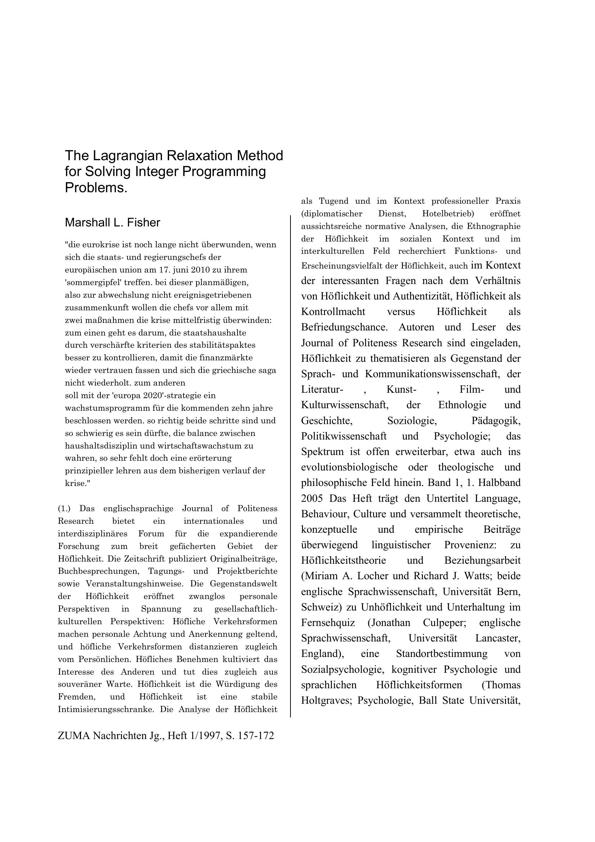 The Lagrangian Relaxation Method
for Solving Integer Programming
Problems.
Marshall L. Fisher
"die eurokrise ist noch lange nicht überwunden, wenn
sich die staats- und regierungschefs der
europäischen union am 17. juni 2010 zu ihrem
'sommergipfel' treffen. bei dieser planmäßigen,
also zur abwechslung nicht ereignisgetriebenen
zusammenkunft wollen die chefs vor allem mit
zwei maßnahmen die krise mittelfristig überwinden:
zum einen geht es darum, die staatshaushalte
durch verschärfte kriterien des stabilitätspaktes
besser zu kontrollieren, damit die finanzmärkte
wieder vertrauen fassen und sich die griechische saga
nicht wiederholt. zum anderen
soll mit der 'europa 2020'-strategie ein
wachstumsprogramm für die kommenden zehn jahre
beschlossen werden. so richtig beide schritte sind und
so schwierig es sein dürfte, die balance zwischen
haushaltsdisziplin und wirtschaftswachstum zu
wahren, so sehr fehlt doch eine erörterung
prinzipieller lehren aus dem bisherigen verlauf der
krise."
(1.) Das englischsprachige Journal of Politeness
Research bietet ein internationales und
interdisziplinäres Forum für die expandierende
Forschung zum breit gefächerten Gebiet der
Höflichkeit. Die Zeitschrift publiziert Originalbeiträge,
Buchbesprechungen, Tagungs- und Projektberichte
sowie Veranstaltungshinweise. Die Gegenstandswelt
der Höflichkeit eröffnet zwanglos personale
Perspektiven in Spannung zu gesellschaftlich-
kulturellen Perspektiven: Höfliche Verkehrsformen
machen personale Achtung und Anerkennung geltend,
und höfliche Verkehrsformen distanzieren zugleich
vom Persönlichen. Höfliches Benehmen kultiviert das
Interesse des Anderen und tut dies zugleich aus
souveräner Warte. Höflichkeit ist die Würdigung des
Fremden, und Höflichkeit ist eine stabile
Intimisierungsschranke. Die Analyse der Höflichkeit
als Tugend und im Kontext professioneller Praxis
(diplomatischer Dienst, Hotelbetrieb) eröffnet
aussichtsreiche normative Analysen, die Ethnographie
der Höflichkeit im sozialen Kontext und im
interkulturellen Feld recherchiert Funktions- und
Erscheinungsvielfalt der Höflichkeit, auch im Kontext
der interessanten Fragen nach dem Verhältnis
von Höflichkeit und Authentizität, Höflichkeit als
Kontrollmacht versus Höflichkeit als
Befriedungschance. Autoren und Leser des
Journal of Politeness Research sind eingeladen,
Höflichkeit zu thematisieren als Gegenstand der
Sprach- und Kommunikationswissenschaft, der
Literatur- , Kunst- , Film- und
Kulturwissenschaft, der Ethnologie und
Geschichte, Soziologie, Pädagogik,
Politikwissenschaft und Psychologie; das
Spektrum ist offen erweiterbar, etwa auch ins
evolutionsbiologische oder theologische und
philosophische Feld hinein. Band 1, 1. Halbband
2005 Das Heft trägt den Untertitel Language,
Behaviour, Culture und versammelt theoretische,
konzeptuelle und empirische Beiträge
überwiegend linguistischer Provenienz: zu
Höflichkeitstheorie und Beziehungsarbeit
(Miriam A. Locher und Richard J. Watts; beide
englische Sprachwissenschaft, Universität Bern,
Schweiz) zu Unhöflichkeit und Unterhaltung im
Fernsehquiz (Jonathan Culpeper; englische
Sprachwissenschaft, Universität Lancaster,
England), eine Standortbestimmung von
Sozialpsychologie, kognitiver Psychologie und
sprachlichen Höflichkeitsformen (Thomas
Holtgraves; Psychologie, Ball State Universität,
ZUMA Nachrichten Jg., Heft 1/1997, S. 157-172